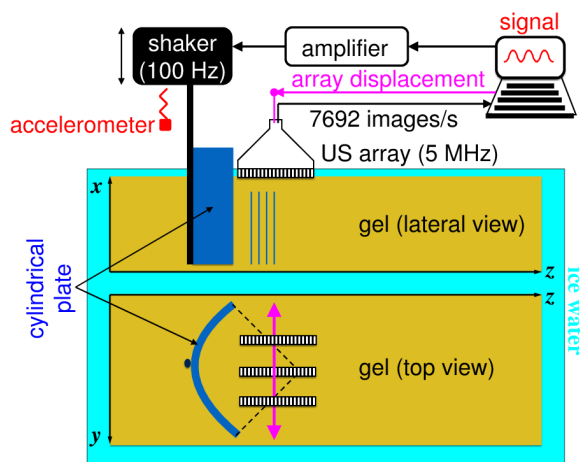 signal
shaker
(100 Hz)
amplifier
array displacement
accelerometer
7692 images/s
US array (5 MHz)
x
gel (lateral view)
z
cylindrical
plate
z
ice water
gel (top view)
y